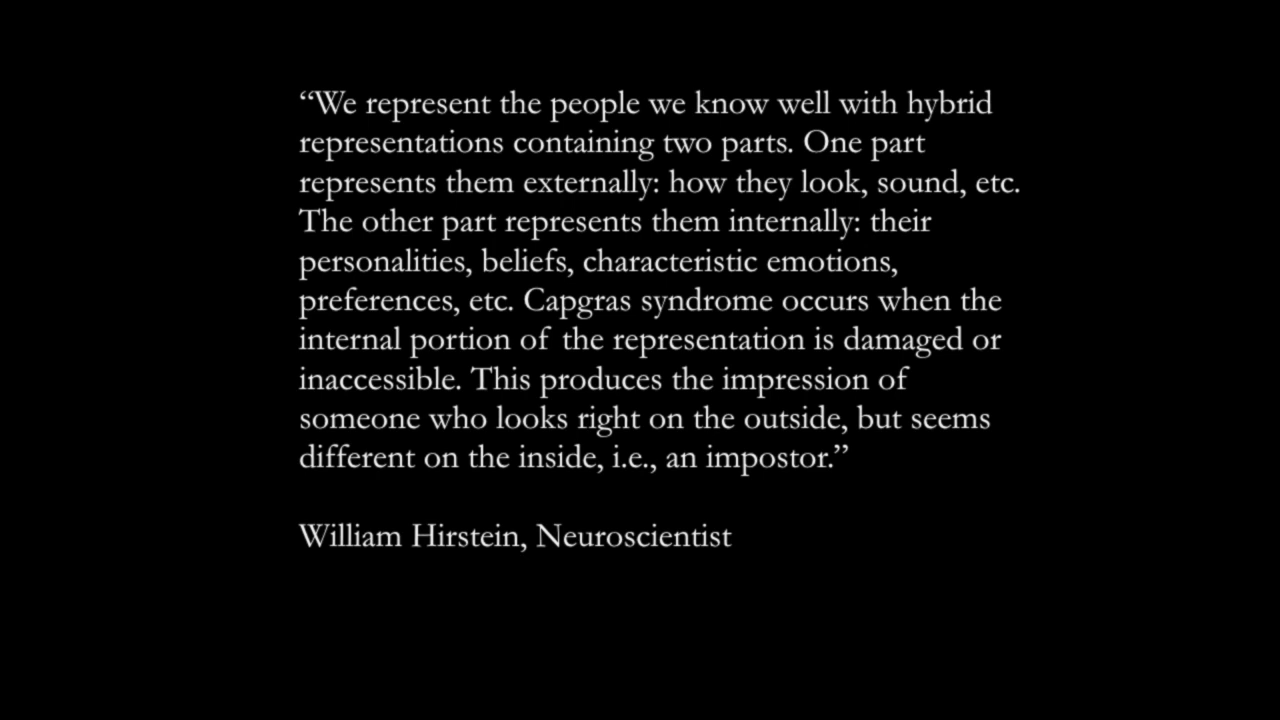 “We represent the people we know well with hybrid
representations containing two parts. One part
represents them externally: how they look, sound, etc.
The other part represents them internally: their
personalities, beliefs, characteristic emotions,
preferences, etc. Capgras syndrome occurs when the
internal portion of the representation is damaged or
inaccessible. This produces the impression of
someone who looks right on the outside, but seems
different on the inside, i.e., an impostor.”
William Hirstein, Neuroscientist